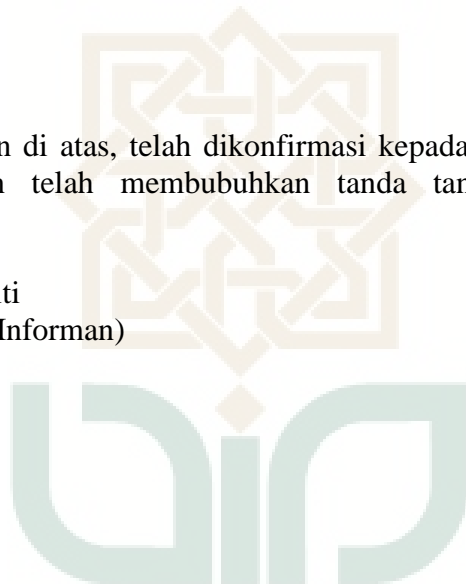 n di atas, telah dikonfirmasi kepada
telah membubuhkan tanda tan
ti
Informan)